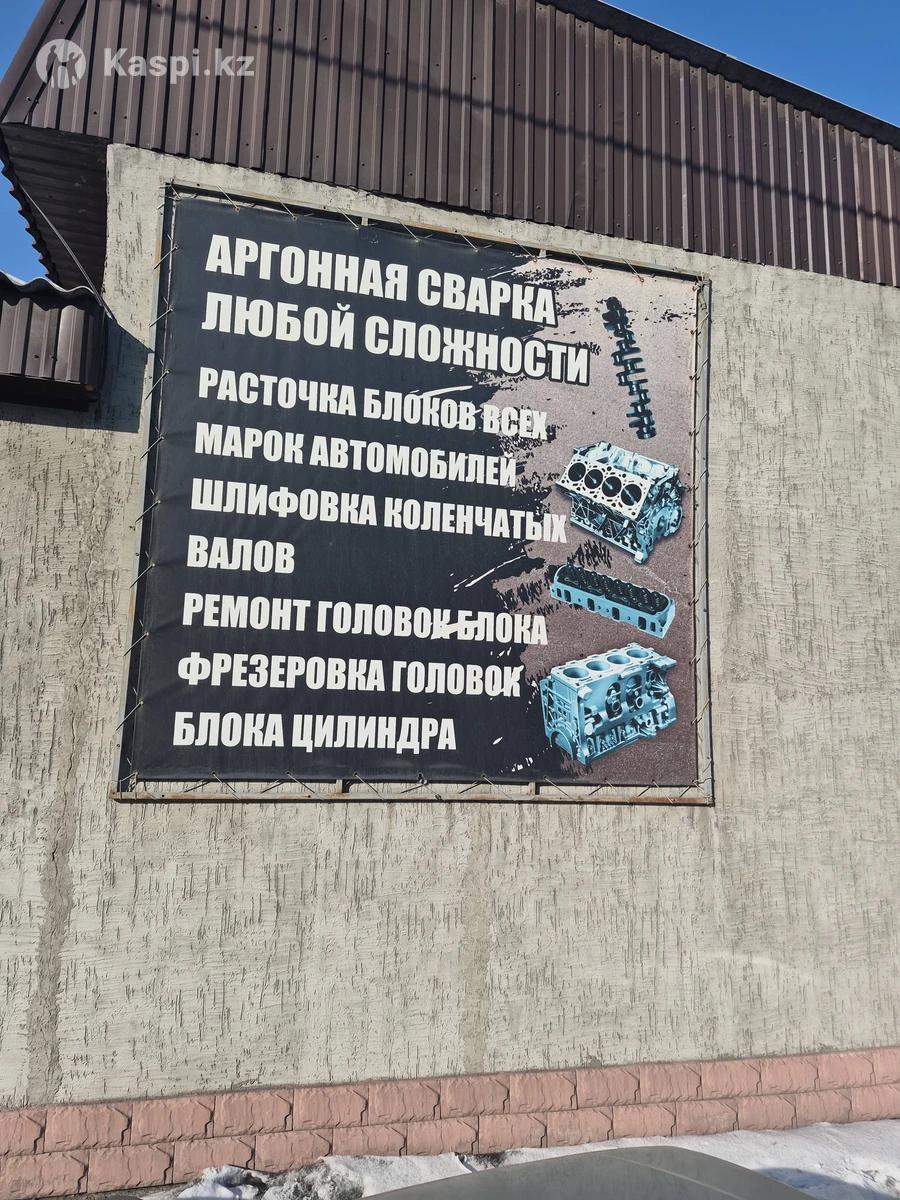 Kaspi.kz
АРГОННАЯ СВАРКА
ЛЮБОЙ СЛОЖНОСТИ
РАСТОЧКА БЛОКОВ ВСЕХ
МАРОК АВТОМОБИЛЕЙ
ШЛИФОВКА КОЛЕНЧАТЫХ
ВАЛОВ
РЕМОНТ ГОЛОВОК БЛОКА
ФРЕЗЕРОВКА ГОЛОВОК
БЛОКА ЦИЛИНДРА